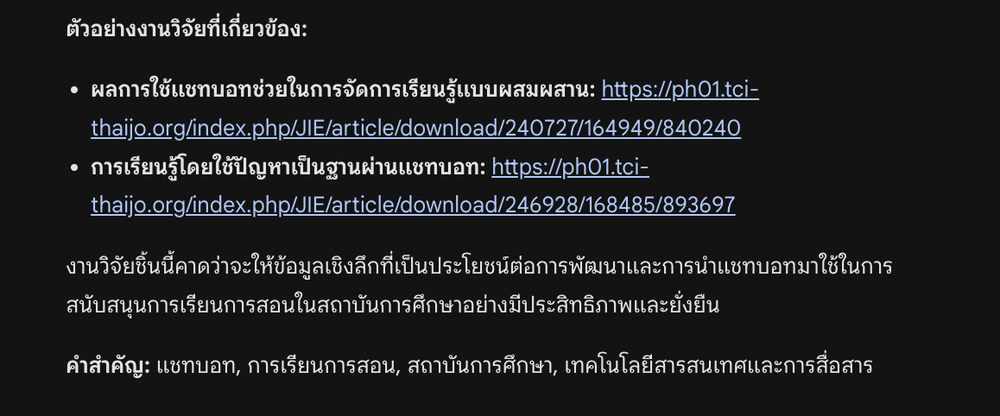 ตัวอย่างงานวิจัยที่เกี่ยวข้อง:
• ผลการใช้แชทบอทช่วยในการจัดการเรียนรู้แบบผสมผสาน: https://ph01.tci-
thaijo.org/index.php/JIE/article/download/240727/164949/840240
• การเรียนรู้โดยใช้ปัญหาเป็นฐานผ่านแชทบอท: https://ph01.tci-
thaijo.org/index.php/JIE/article/download/246928/168485/893697
งานวิจัยชิ้นนี้คาดว่าจะให้ข้อมูลเชิงลึกที่เป็นประโยชน์ต่อการพัฒนาและการนำแชทบอทมาใช้ในการ
สนับสนุนการเรียนการสอนในสถาบันการศึกษาอย่างมีประสิทธิภาพและยั่งยืน
คำสำคัญ: แชทบอท, การเรียนการสอน, สถาบันการศึกษา, เทคโนโลยีสารสนเทศและการสื่อสาร